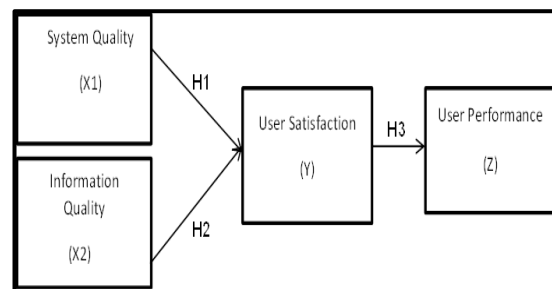 System Quality
(X1)
H1
User Satisfaction
(Y)
H3
User Performance
(Z)
Information
Quality
(X2)
H2